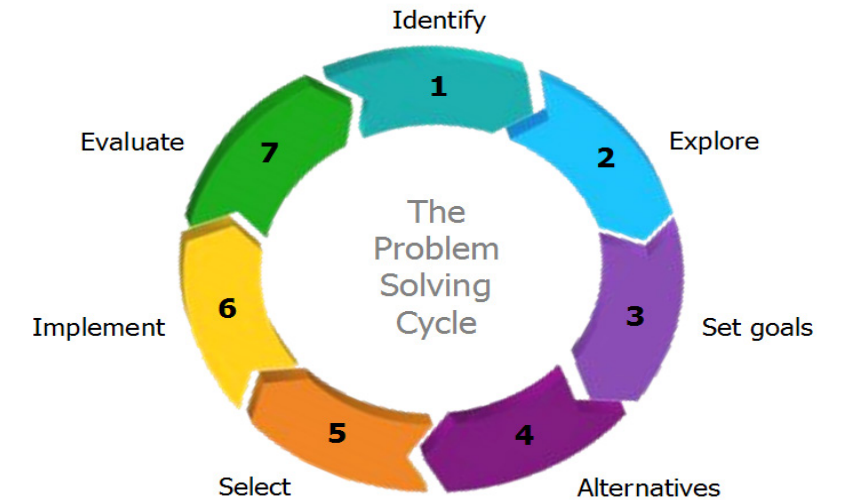 Identify
1
2
Explore
3
Set goals
4
Alternatives
5
Select
6
Implement
7
Evaluate
The
Problem
Solving
Cycle